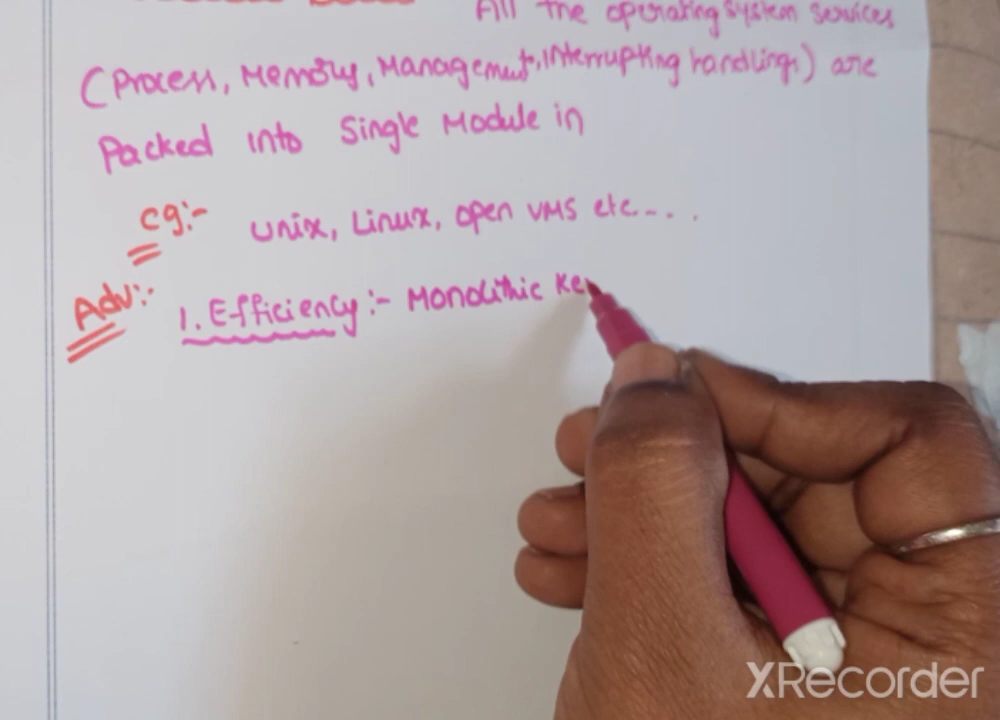 All the operating system services
(Process, Memory, Management, Interrupting handlings) are
Packed into Single Module in
eg:- Unix, Linux, open VMS etc....
Adv:- 1. Efficiency:- Monolithic Ke
XRecorder